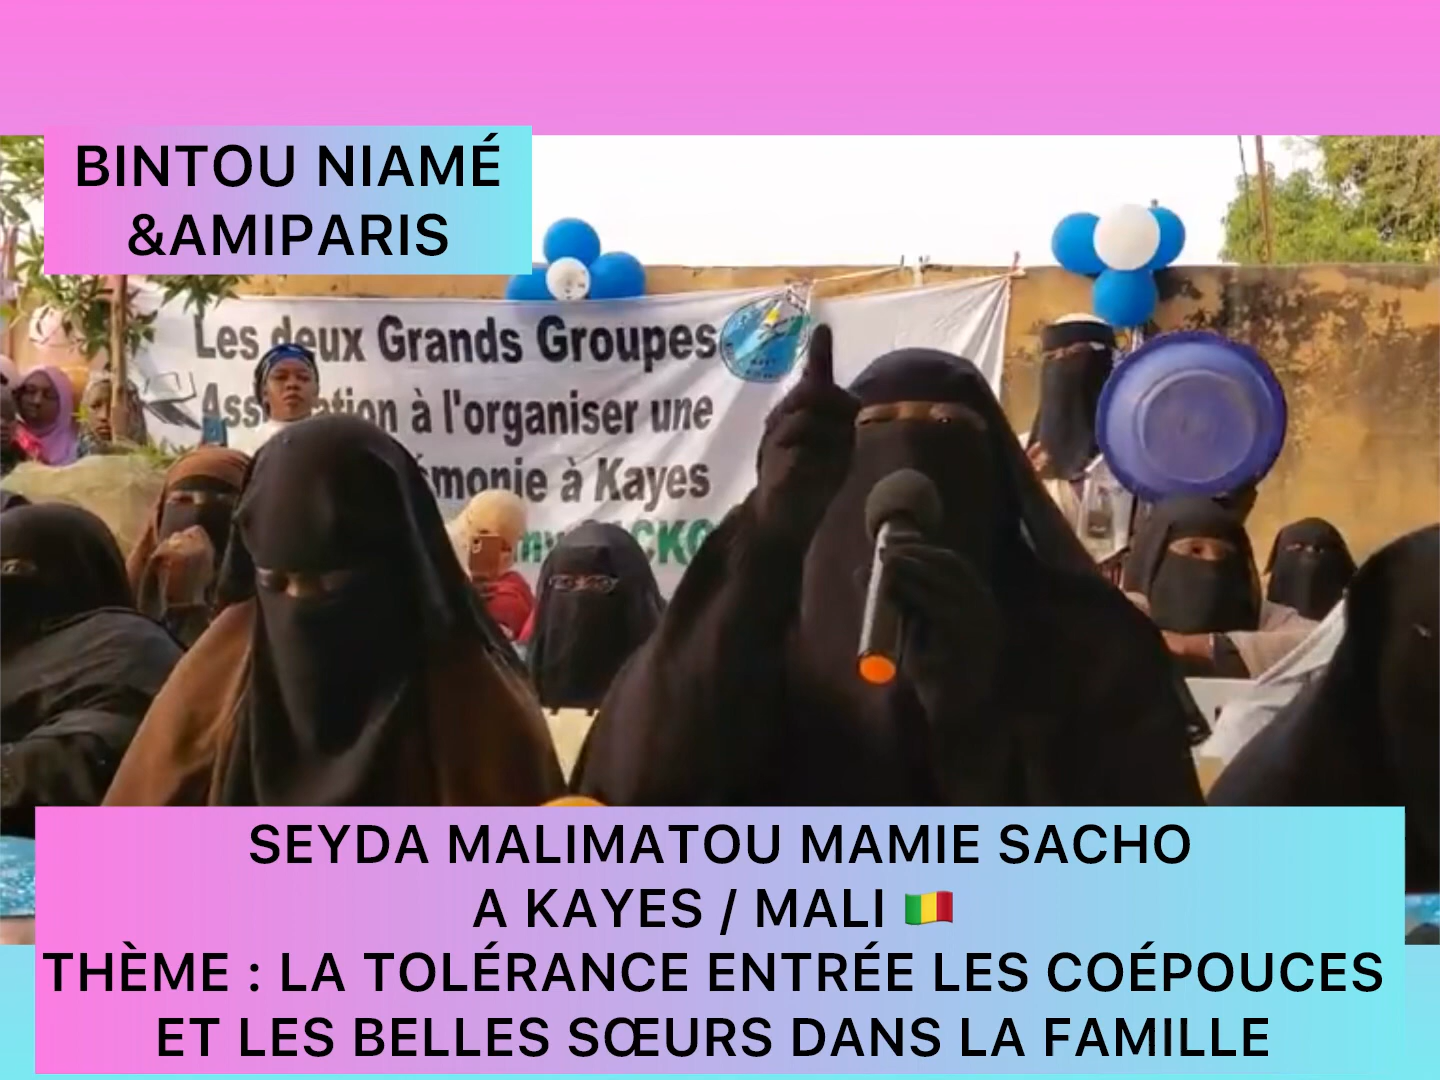 BINTOU NIAMÉ
&AMIPARIS
Les deux Grands Groupes
à l'organiser une
à Kayes
SEYDA MALIMATOU MAMIE SACHO
A KAYES / MALI 🇲🇱
THÈME : LA TOLÉRANCE ENTRÉE LES COÉPOUCES
ET LES BELLES SŒURS DANS LA FAMILLE